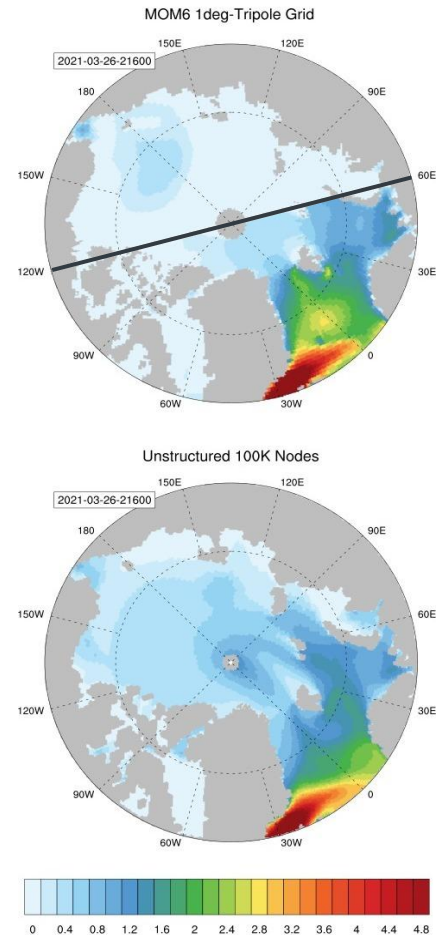 MOM6 1deg-Tripole Grid
2021-03-26-21600
150E
120E
180
90E
150W
60E
120W
30E
90W
0
60W
30W
Unstructured 100K Nodes
2021-03-26-21600
150E
120E
180
90E
150W
60E
120W
30E
90W
0
60W
30W
0 0.4 0.8 1.2 1.6 2 2.4 2.8 3.2 3.6 4 4.4 4.8